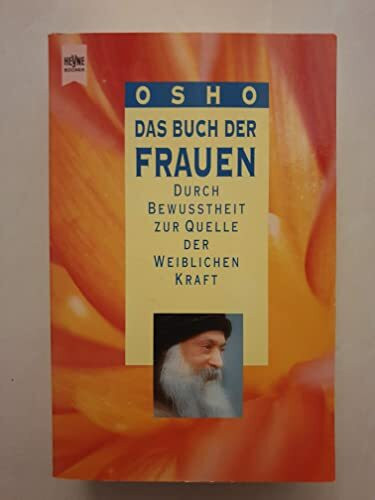 HEYNE
BÜCHER
OSHO
DAS BUCH DER
FRAUEN
DURCH
BEWUSSTHEIT
ZUR QUELLE
DER
WEIBLICHEN
KRAFT